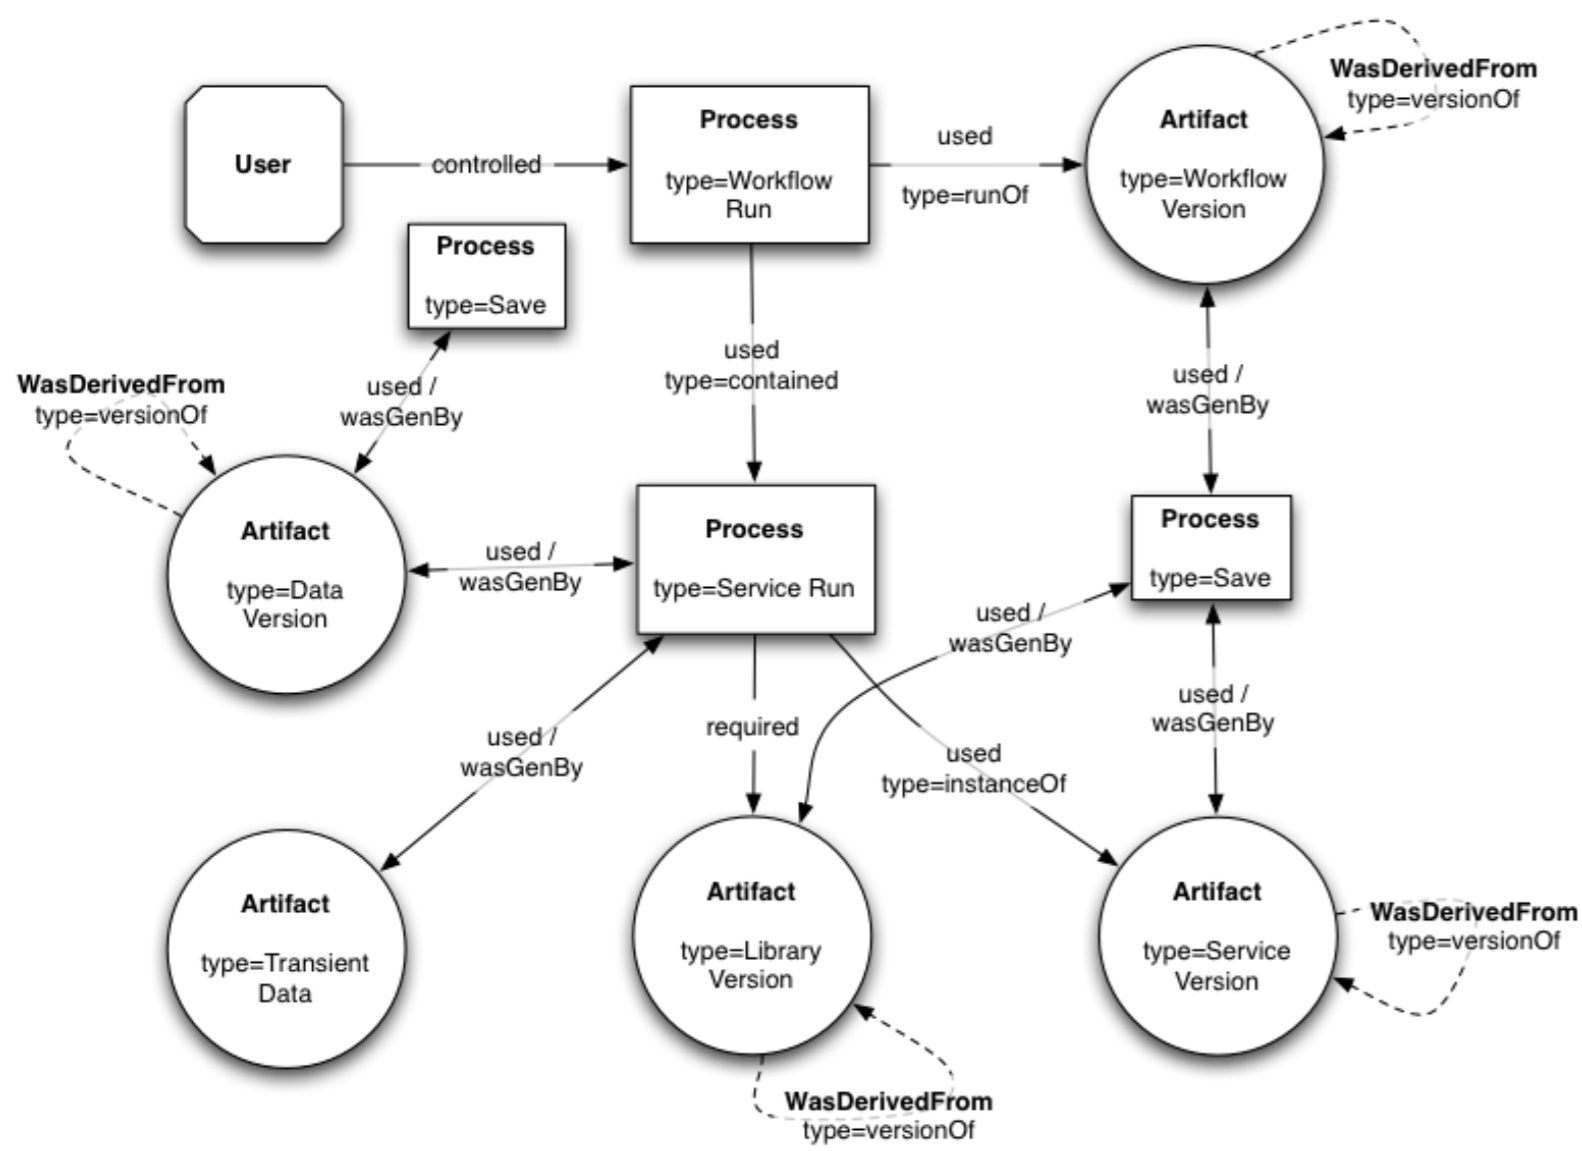 User
controlled
Process
type=Workflow
Run
used
type=runOf
Artifact
type=Workflow
Version
WasDerivedFrom
type=versionOf
Process
type=Save
used /
wasGenBy
WasDerivedFrom
type=versionOf
used
type=contained
used /
wasGenBy
Artifact
type=Data
Version
used /
wasGenBy
Process
type=Service Run
Process
type=Save
used /
wasGenBy
used /
wasGenBy
used /
wasGenBy
required
used
type=instanceOf
Artifact
type=Transient
Data
Artifact
type=Library
Version
Artifact
type=Service
Version
WasDerivedFrom
type=versionOf
WasDerivedFrom
type=versionOf